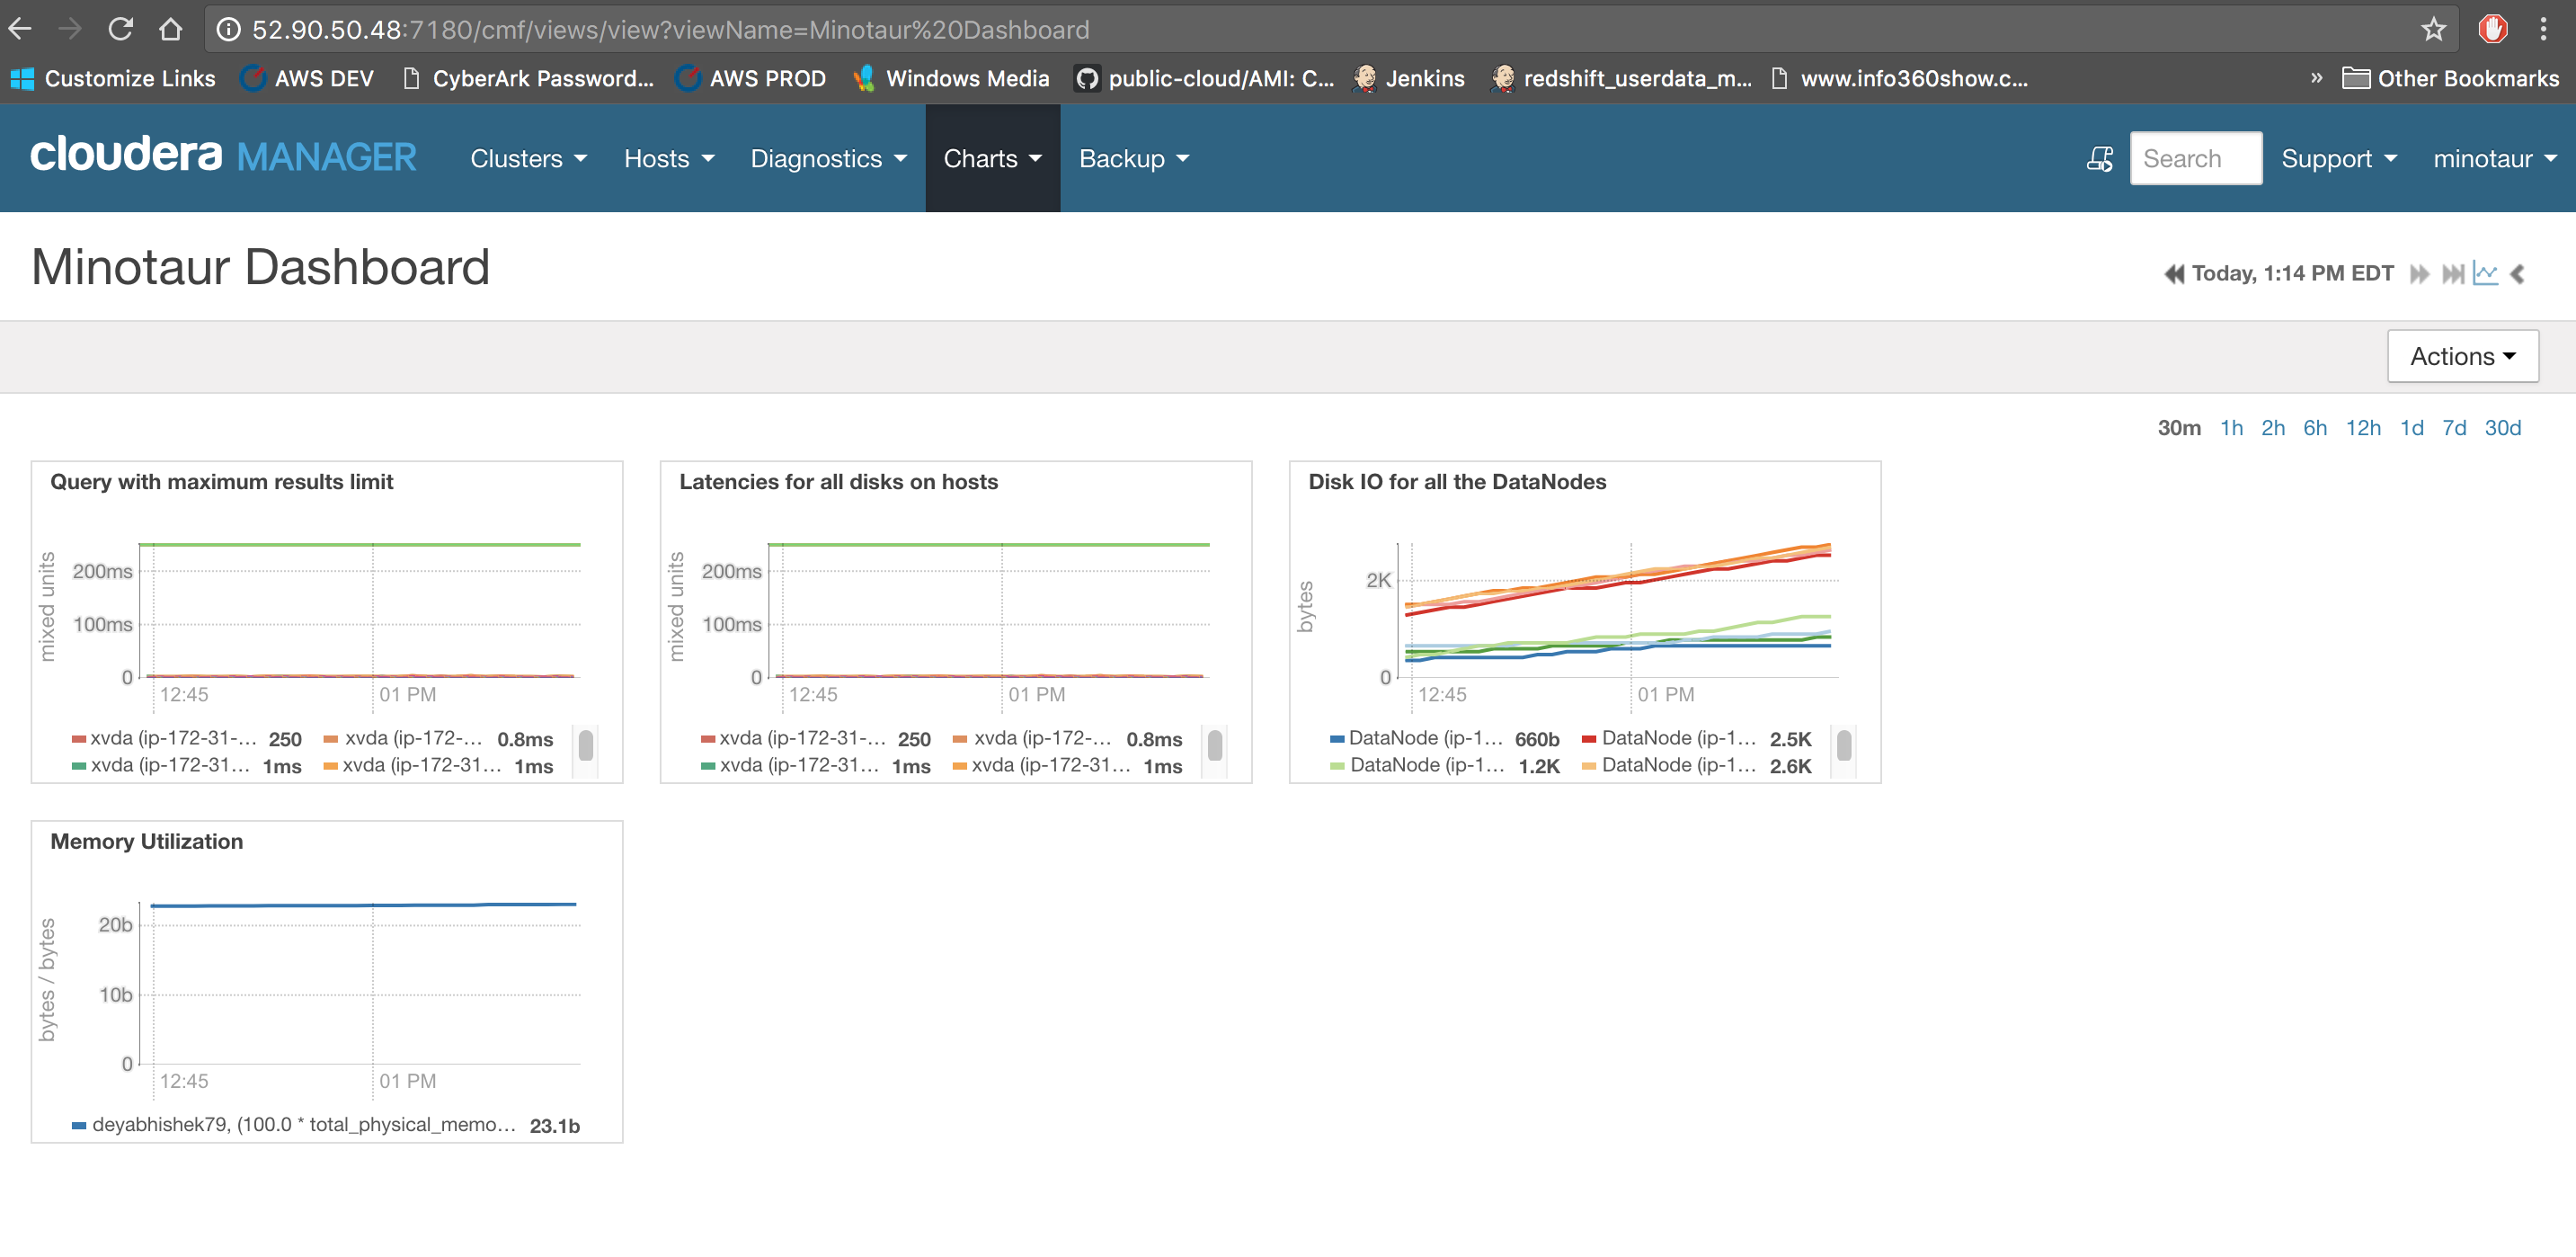 52.90.50.48:7180/cmf/views/view?viewName=Minotaur%20Dashboard
Customize Links AWS DEV CyberArk Password... AWS PROD Windows Media public-cloud/AMI: C... Jenkins redshift_userdata_m... www.info360show.c... » Other Bookmarks
cloudera MANAGER Clusters Hosts Diagnostics Charts Backup Search Support minotaur
Minotaur Dashboard
Today, 1:14 PM EDT
Actions
30m 1h 2h 6h 12h 1d 7d 30d
Query with maximum results limit
mixed units
200ms
100ms
0
12:45 01 PM
xvda (ip-172-31-... 250 xvda (ip-172-... 0.8ms
xvda (ip-172-31... 1ms xvda (ip-172-31... 1ms
Latencies for all disks on hosts
mixed units
200ms
100ms
0
12:45 01 PM
xvda (ip-172-31-... 250 xvda (ip-172-... 0.8ms
xvda (ip-172-31... 1ms xvda (ip-172-31... 1ms
Disk IO for all the DataNodes
bytes
2K
0
12:45 01 PM
DataNode (ip-1... 660b DataNode (ip-1... 2.5K
DataNode (ip-1... 1.2K DataNode (ip-1... 2.6K
Memory Utilization
bytes / bytes
20b
10b
0
12:45 01 PM
deyabhishek79, (100.0 * total_physical_memo... 23.1b